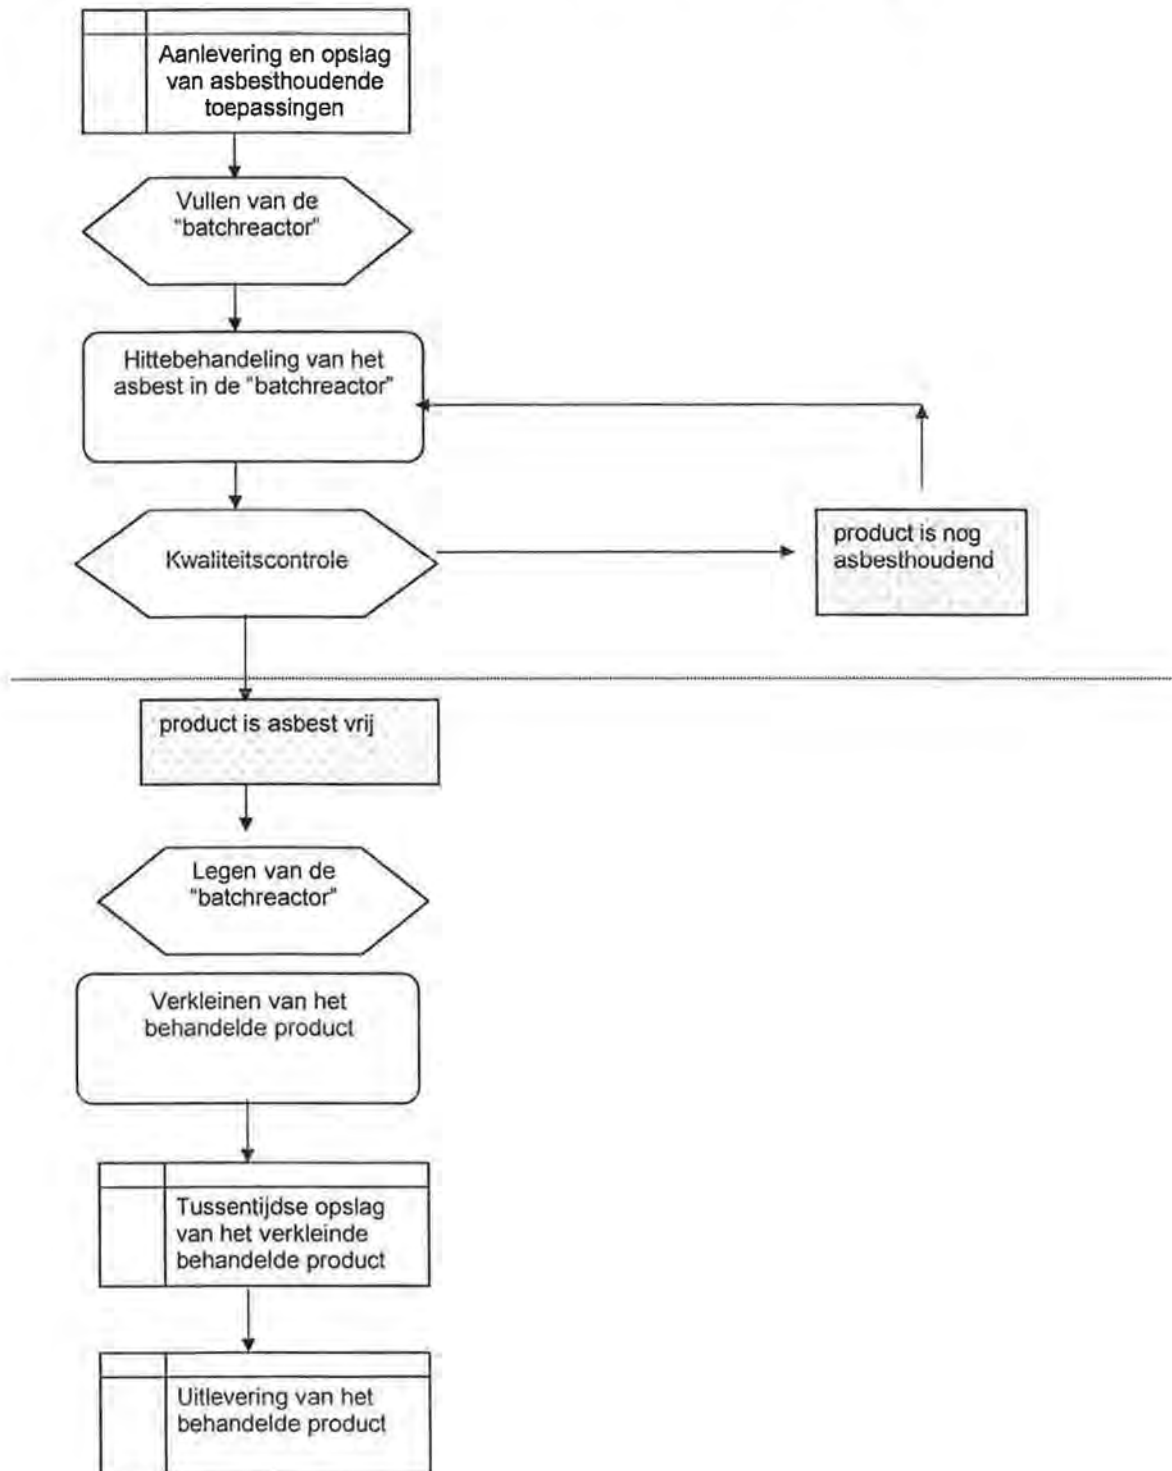 Aanlevering en opslag
van asbesthoudende
toepassingen
Vullen van de
"batchreactor"
Hittebehandeling van het
asbest in de "batchreactor"
Kwaliteitscontrole
product is nog
asbesthoudend
product is asbest vrij
Legen van de
"batchreactor"
Verkleinen van het
behandelde product
Tussentijdse opslag
van het verkleinde
behandelde product
Uitlevering van het
behandelde product